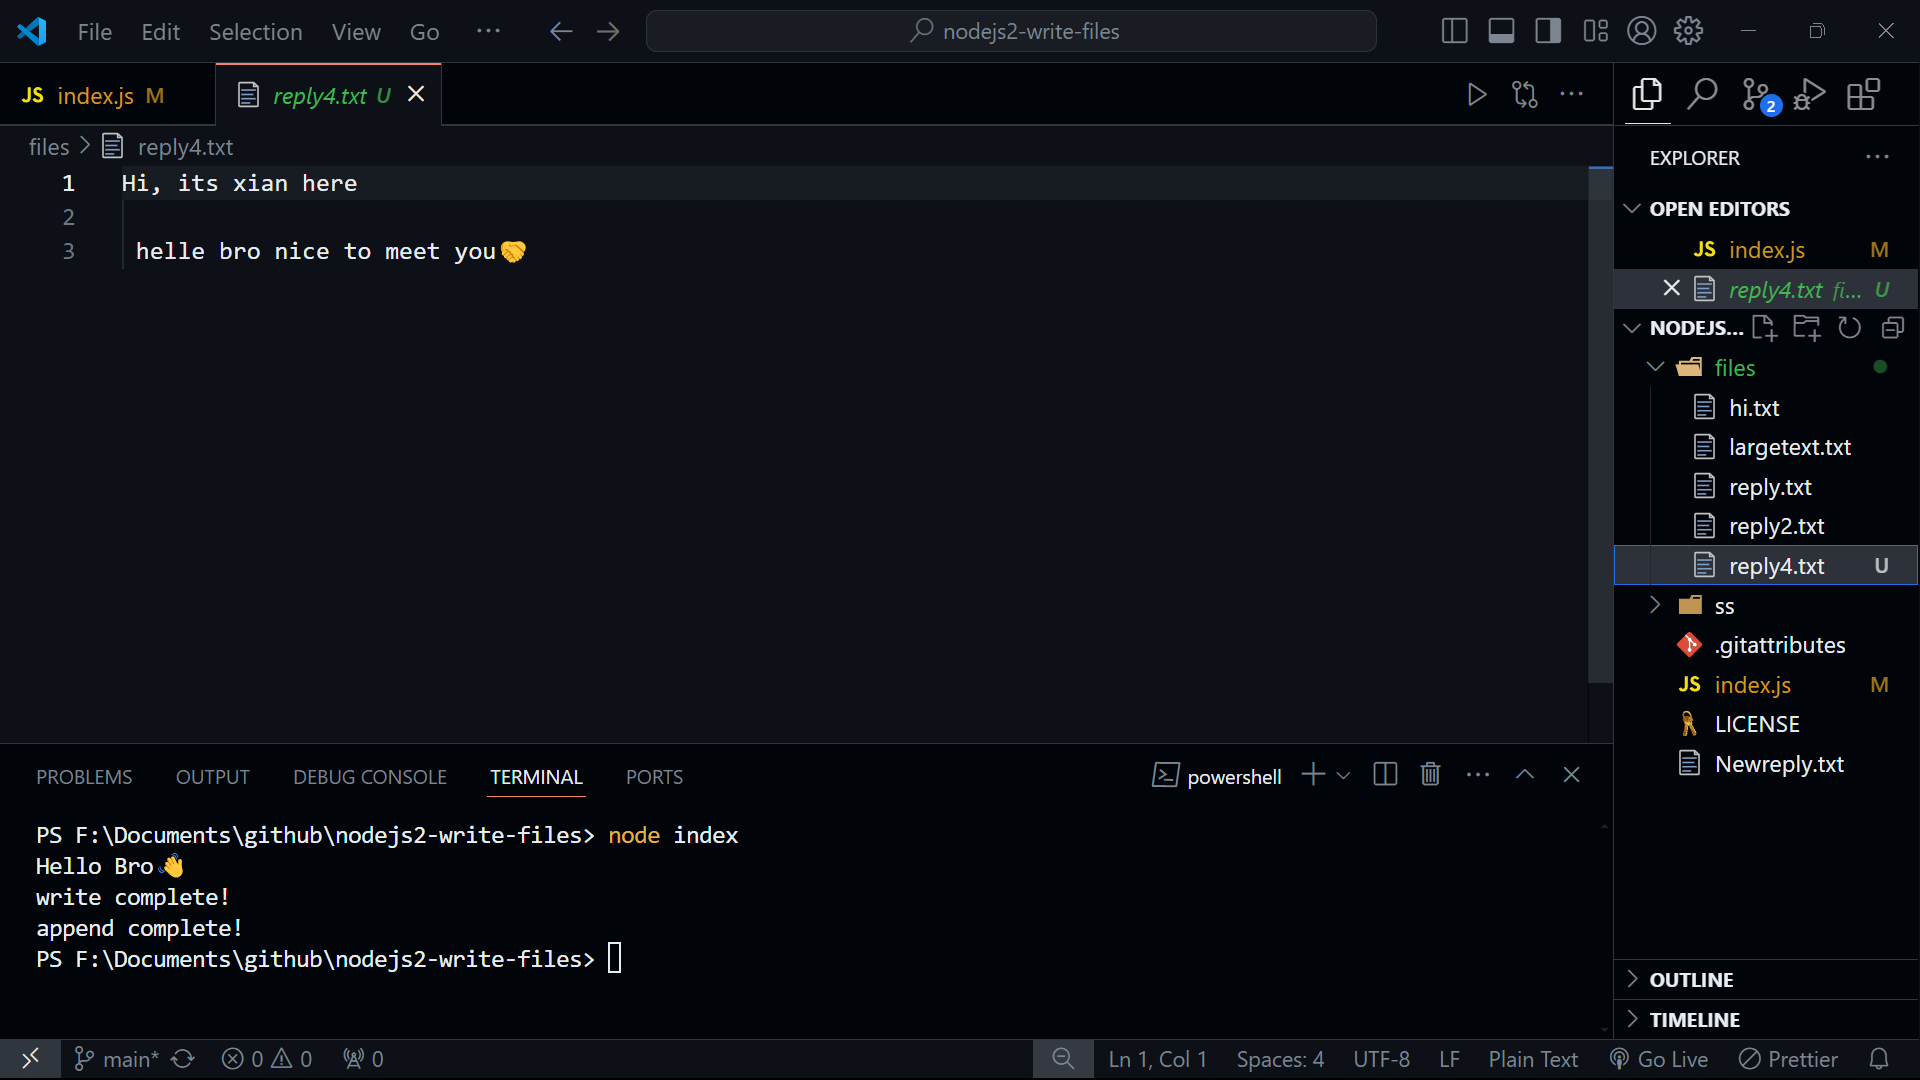 File Edit Selection View Go ··· nodejs2-write-files
JS index.js M reply4.txt U
files > reply4.txt
1 Hi, its xian here
2
3 helle bro nice to meet you🤝
2
EXPLORER
OPEN EDITORS
JS index.js M
reply4.txt fi... U
NODEJS...
files
hi.txt
largetext.txt
reply.txt
reply2.txt
reply4.txt U
ss
.gitattributes
JS index.js M
LICENSE
Newreply.txt
OUTLINE
TIMELINE
PROBLEMS OUTPUT DEBUG CONSOLE TERMINAL PORTS powershell
PS F:\Documents\github\nodejs2-write-files> node index
Hello Bro👋
write complete!
append complete!
PS F:\Documents\github\nodejs2-write-files>
main* 0 0 0 Ln 1, Col 1 Spaces: 4 UTF-8 LF Plain Text Go Live Prettier